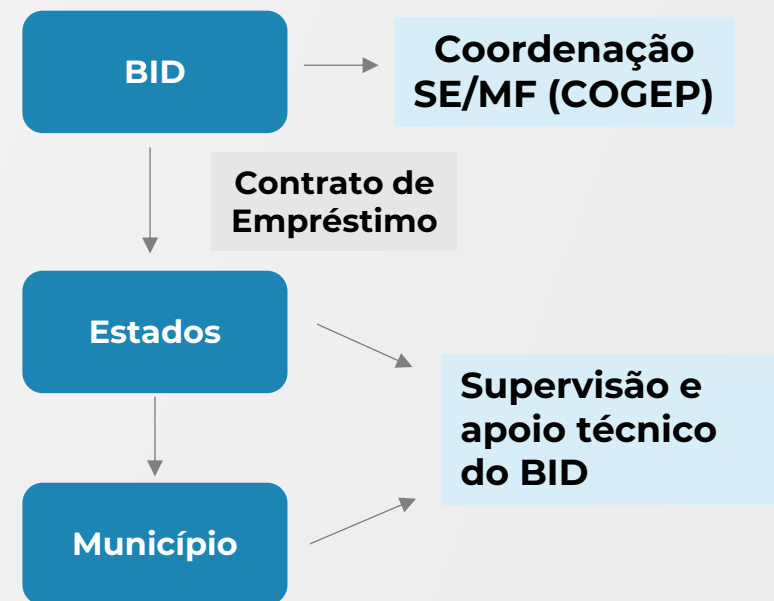 BID
Coordenação
SE/MF (COGEP)
Contrato de
Empréstimo
Estados
Supervisão e
apoio técnico
do BID
Município